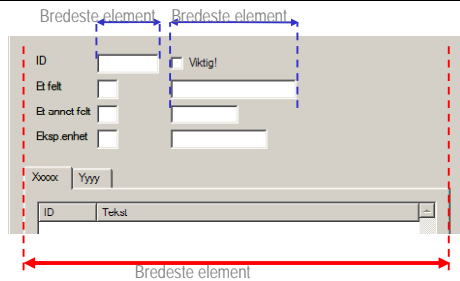 Bredeste element Bredeste element
ID Viktig!
Et felt
Et annet felt
Eksp.enhet
Xxxxx Yyyy
ID Tekst
Bredeste element